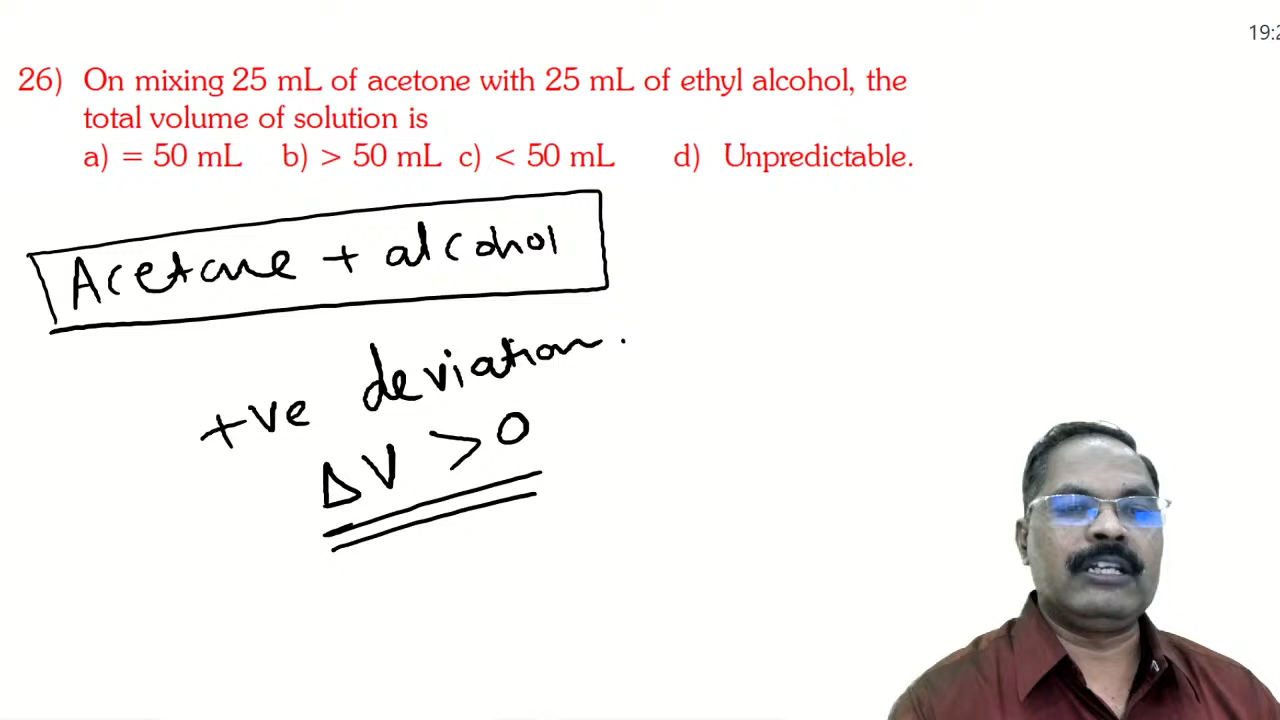 19:2
26) On mixing 25 mL of acetone with 25 mL of ethyl alcohol, the
total volume of solution is
a) = 50 mL b) > 50 mL c) < 50 mL d) Unpredictable.
Acetone + alcohol
+ve deviation.
ΔV > 0